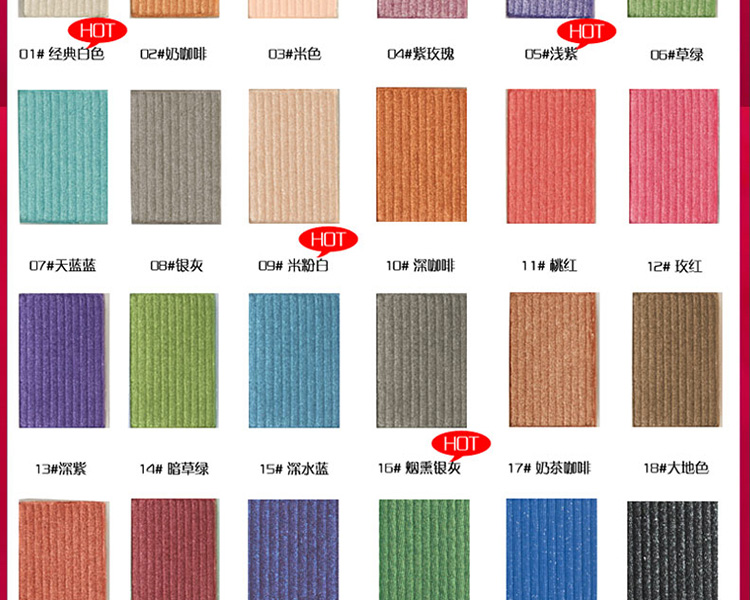 HOT
HOT
01# 经典白色 02#奶咖啡 03#米色 04#紫玫瑰 05#浅紫 06#草绿
HOT
07#天蓝蓝 08#银灰 09# 米粉白 10# 深咖啡 11# 桃红 12# 玫红
HOT
13#深紫 14# 暗草绿 15# 深水蓝 16# 烟熏银灰 17# 奶茶咖啡 18#大地色